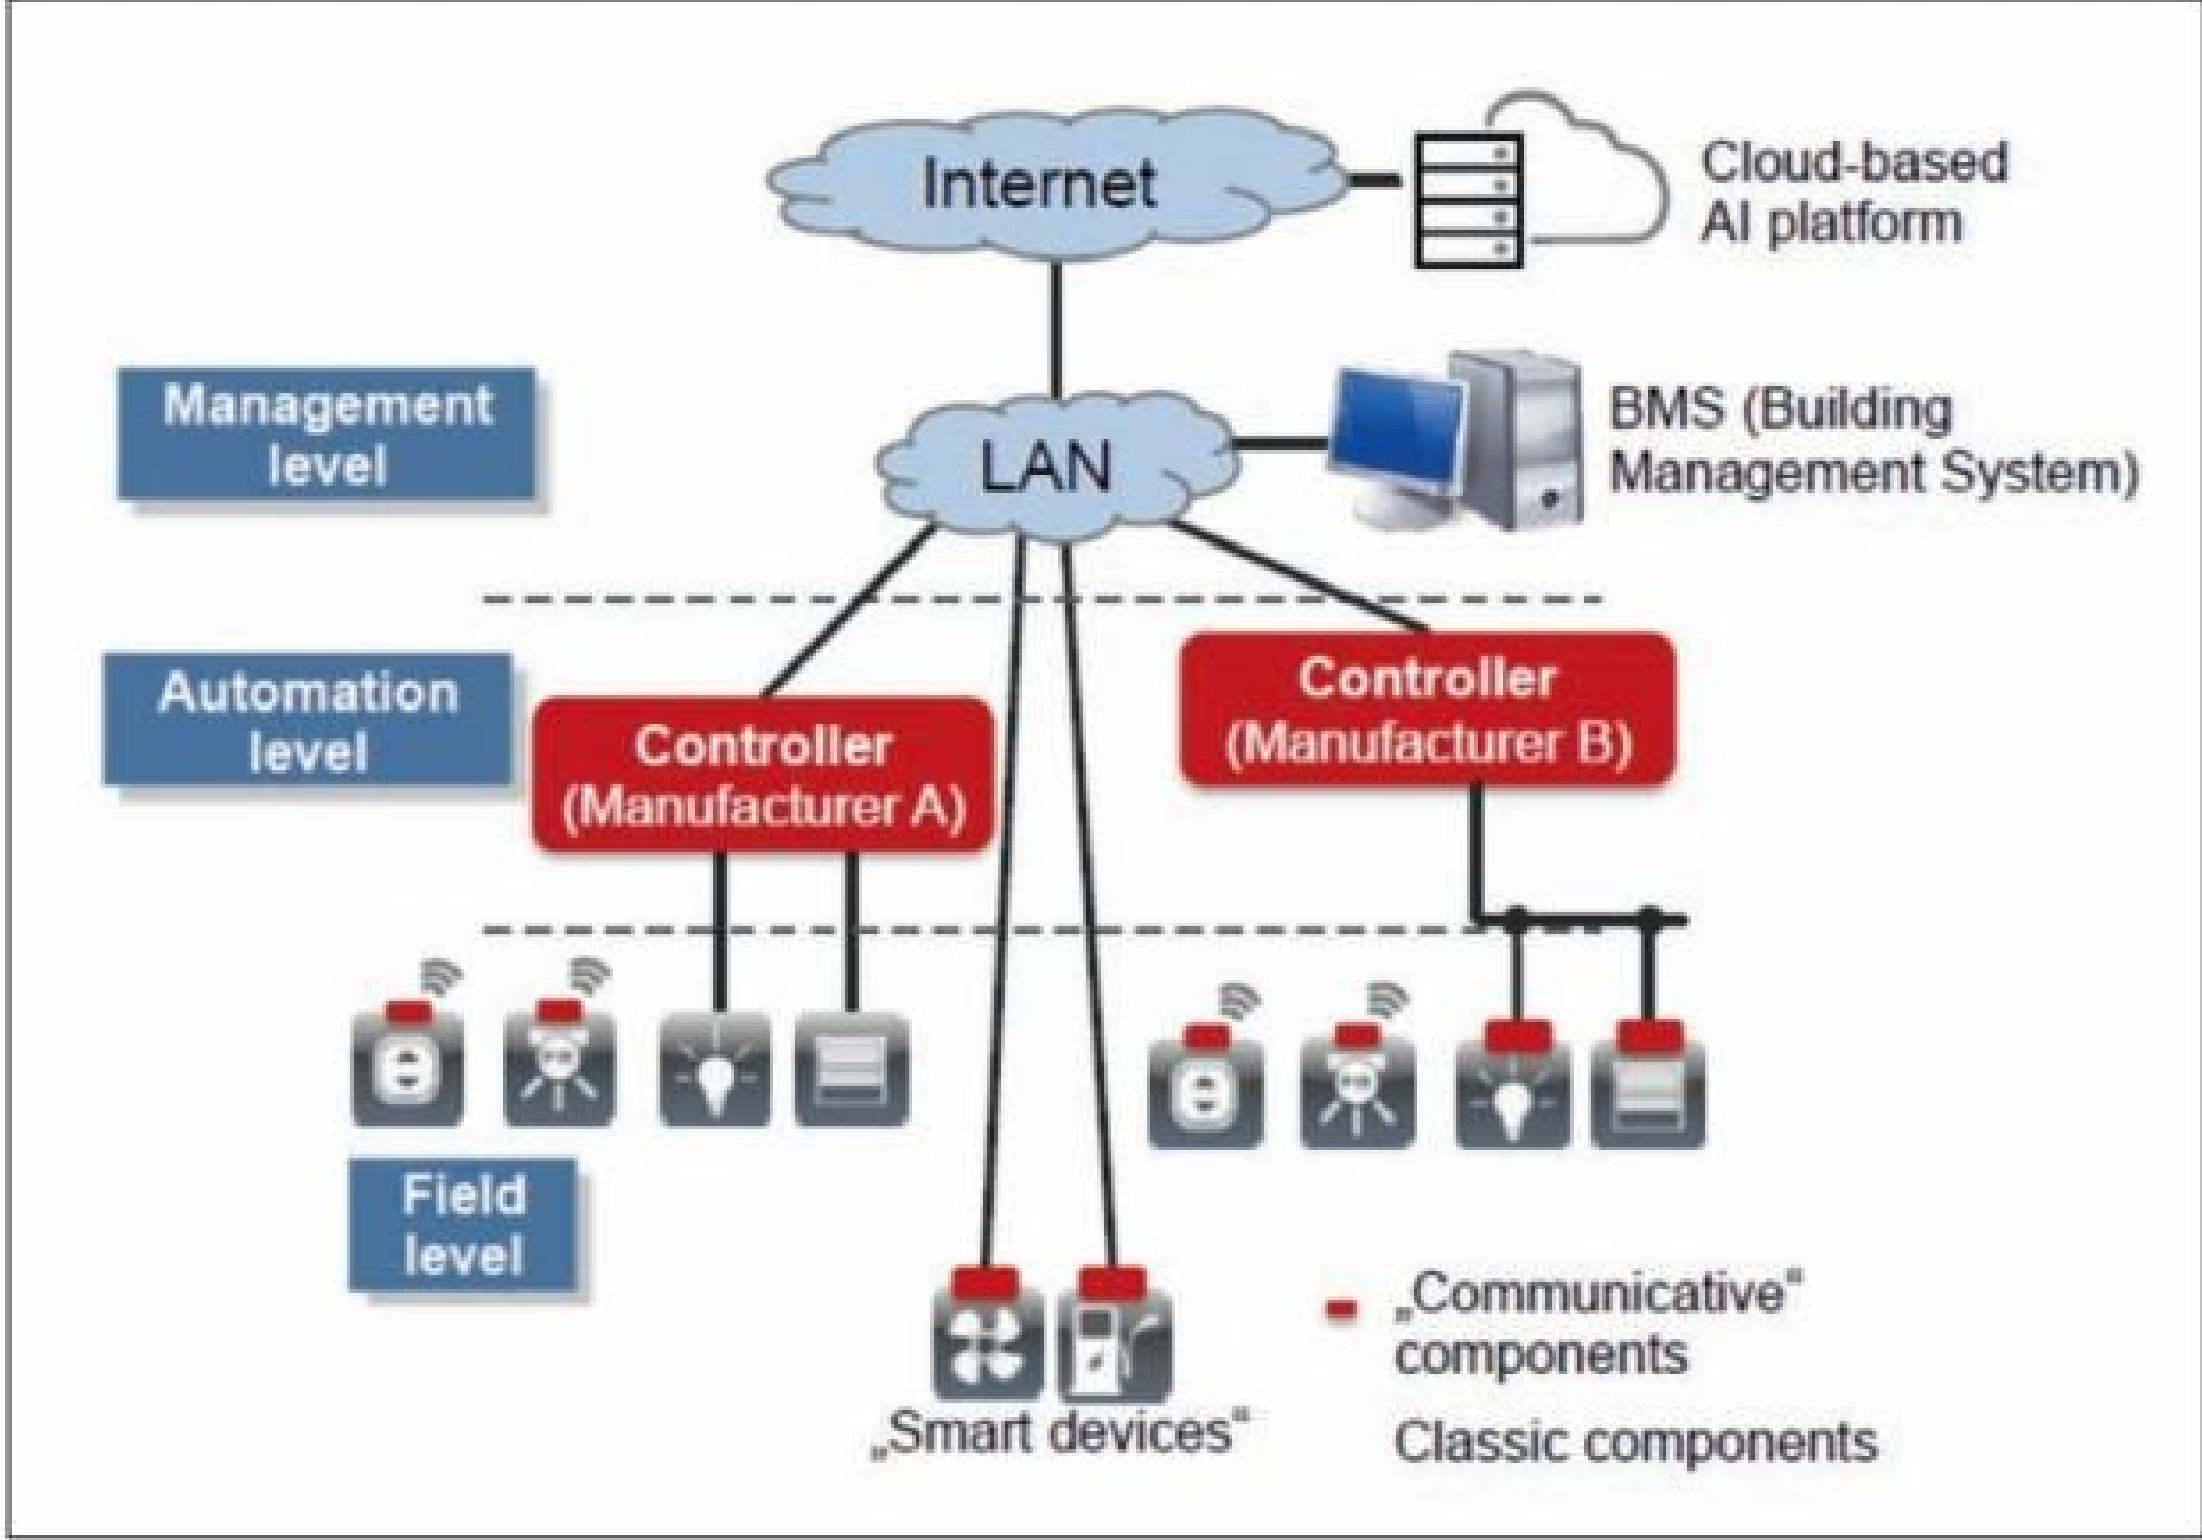 Internet
Cloud-based
AI platform
Management
level
LAN
BMS (Building
Management System)
Automation
level
Controller
(Manufacturer A)
Controller
(Manufacturer B)
Field
level
„Smart devices“
„Communicative“
components
Classic components